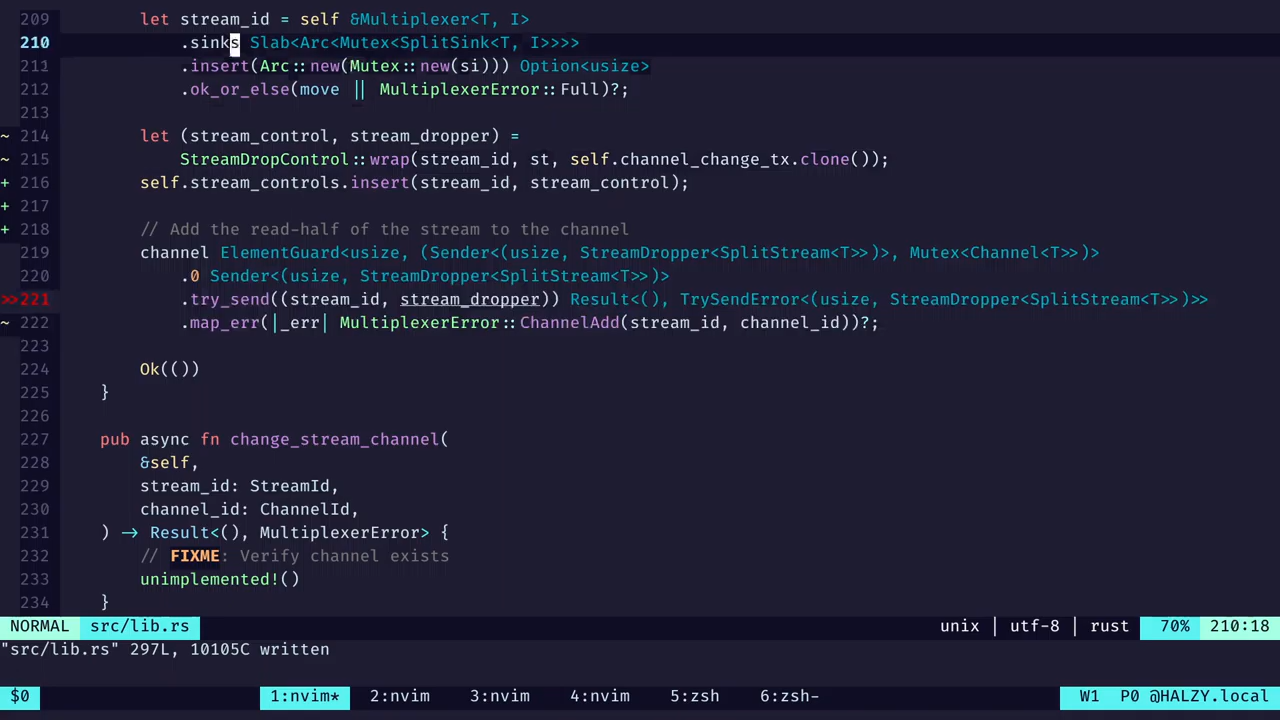 209 let stream_id = self &Multiplexer<T, I>
210 .sinks Slab<Arc<Mutex<SplitSink<T, I>>>>
211 .insert(Arc::new(Mutex::new(si))) Option<usize>
212 .ok_or_else(move || MultiplexerError::Full)?;
213
~ 214 let (stream_control, stream_dropper) =
~ 215 StreamDropControl::wrap(stream_id, st, self.channel_change_tx.clone());
+ 216 self.stream_controls.insert(stream_id, stream_control);
+ 217
+ 218 // Add the read-half of the stream to the channel
219 channel ElementGuard<usize, (Sender<(usize, StreamDropper<SplitStream<T>>)>, Mutex<Channel<T>>)>
220 .0 Sender<(usize, StreamDropper<SplitStream<T>>)>
>>221 .try_send((stream_id, stream_dropper)) Result<(), TrySendError<(usize, StreamDropper<SplitStream<T>>)>>
~ 222 .map_err(|_err| MultiplexerError::ChannelAdd(stream_id, channel_id))?;
223
224 Ok(())
225 }
226
227 pub async fn change_stream_channel(
228 &self,
229 stream_id: StreamId,
230 channel_id: ChannelId,
231 ) -> Result<(), MultiplexerError> {
232 // FIXME: Verify channel exists
233 unimplemented!()
234 }
NORMAL src/lib.rs unix | utf-8 | rust 70% 210:18
"src/lib.rs" 297L, 10105C written
$0 1:nvim* 2:nvim 3:nvim 4:nvim 5:zsh 6:zsh- W1 P0 @HALZY.local